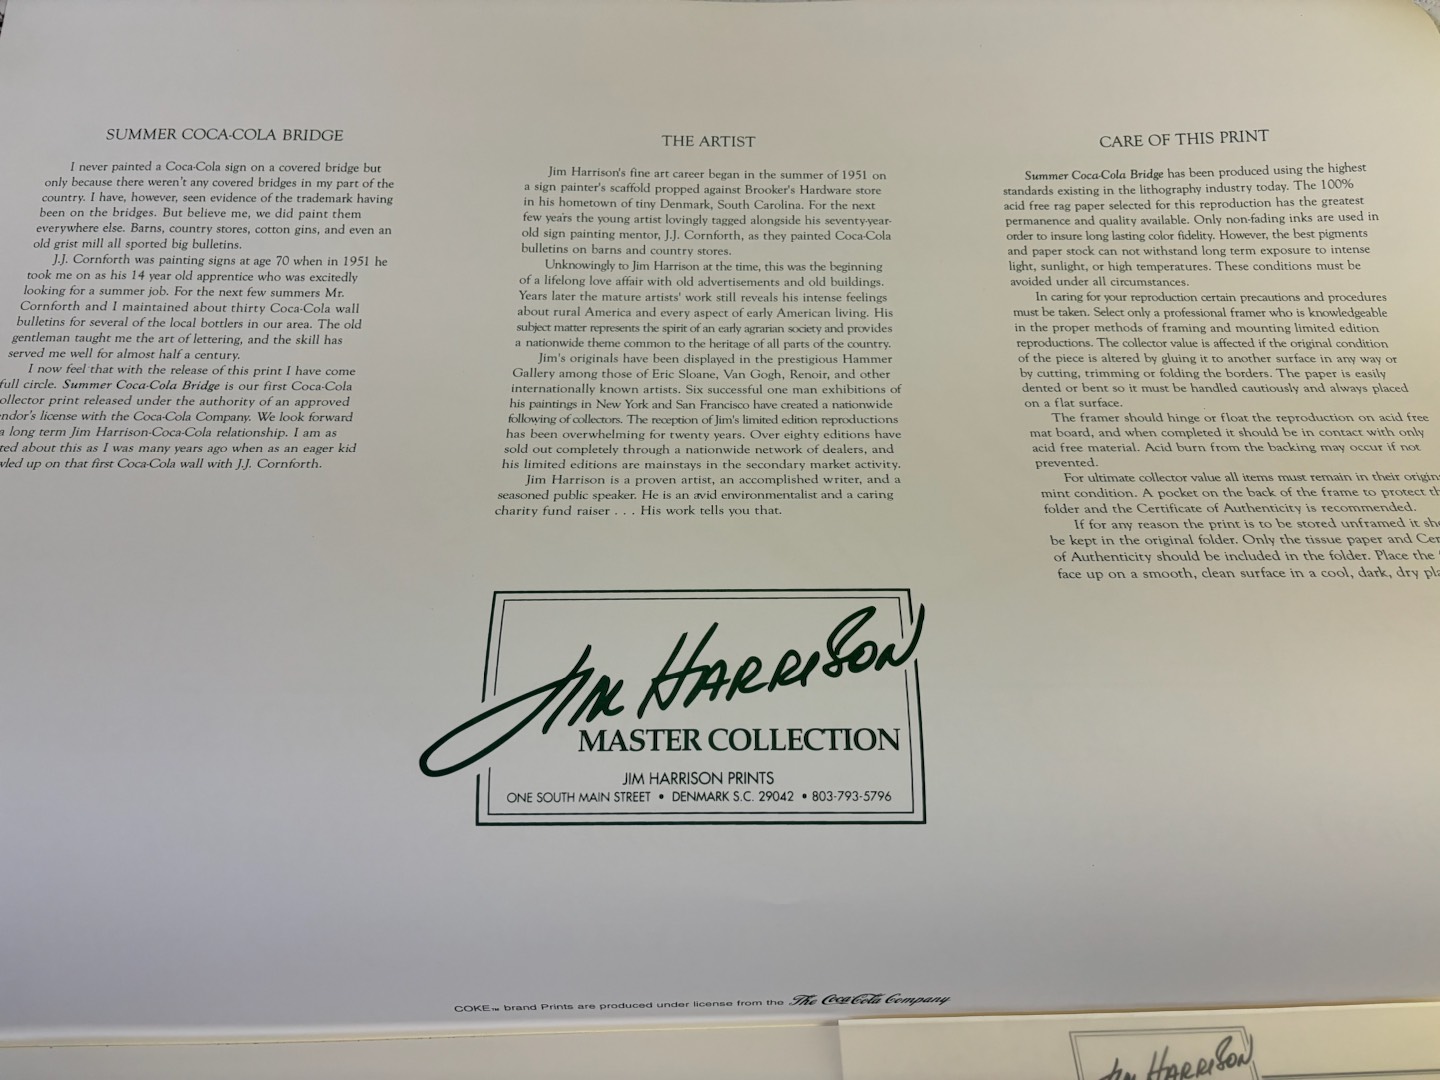 SUMMER COCA-COLA BRIDGE
I never painted a Coca-Cola sign on a covered bridge but
only because there weren't any covered bridges in my part of the
country. I have, however, seen evidence of the trademark having
been on the bridges. But believe me, we did paint them
everywhere else. Barns, country stores, cotton gins, and even an
old grist mill all sported big bulletins.
J.J. Cornforth was painting signs at age 70 when in 1951 he
took me on as his 14 year old apprentice who was excitedly
looking for a summer job. For the next few summers Mr.
Cornforth and I maintained about thirty Coca-Cola wall
bulletins for several of the local bottlers in our area. The old
gentleman taught me the art of lettering, and the skill has
served me well for almost half a century.
I now feel that with the release of this print I have come
full circle. Summer Coca-Cola Bridge is our first Coca-Cola
ollector print released under the authority of an approved
ndor's license with the Coca-Cola Company. We look forward
a long term Jim Harrison-Coca-Cola relationship. I am as
ted about this as I was many years ago when as an eager kid
wled up on that first Coca-Cola wall with J.J. Cornforth.
THE ARTIST
Jim Harrison's fine art career began in the summer of 1951 on
a sign painter's scaffold propped against Brooker's Hardware store
in his hometown of tiny Denmark, South Carolina. For the next
few years the young artist lovingly tagged alongside his seventy-year-
old sign painting mentor, J.J. Cornforth, as they painted Coca-Cola
bulletins on barns and country stores.
Unknowingly to Jim Harrison at the time, this was the beginning
of a lifelong love affair with old advertisements and old buildings.
Years later the mature artists' work still reveals his intense feelings
about rural America and every aspect of early American living. His
subject matter represents the spirit of an early agrarian society and provides
a nationwide theme common to the heritage of all parts of the country.
Jim's originals have been displayed in the prestigious Hammer
Gallery among those of Eric Sloane, Van Gogh, Renoir, and other
internationally known artists. Six successful one man exhibitions of
his paintings in New York and San Francisco have created a nationwide
following of collectors. The reception of Jim's limited edition reproductions
has been overwhelming for twenty years. Over eighty editions have
sold out completely through a nationwide network of dealers, and
his limited editions are mainstays in the secondary market activity.
Jim Harrison is a proven artist, an accomplished writer, and a
seasoned public speaker. He is an avid environmentalist and a caring
charity fund raiser . . . His work tells you that.
CARE OF THIS PRINT
Summer Coca-Cola Bridge has been produced using the highest
standards existing in the lithography industry today. The 100%
acid free rag paper selected for this reproduction has the greatest
permanence and quality available. Only non-fading inks are used in
order to insure long lasting color fidelity. However, the best pigments
and paper stock can not withstand long term exposure to intense
light, sunlight, or high temperatures. These conditions must be
avoided under all circumstances.
In caring for your reproduction certain precautions and procedures
must be taken. Select only a professional framer who is knowledgeable
in the proper methods of framing and mounting limited edition
reproductions. The collector value is affected if the original condition
of the piece is altered by gluing it to another surface in any way or
by cutting, trimming or folding the borders. The paper is easily
dented or bent so it must be handled cautiously and always placed
on a flat surface.
The framer should hinge or float the reproduction on acid free
mat board, and when completed it should be in contact with only
acid free material. Acid burn from the backing may occur if not
prevented.
For ultimate collector value all items must remain in their origin
mint condition. A pocket on the back of the frame to protect th
folder and the Certificate of Authenticity is recommended.
If for any reason the print is to be stored unframed it sh
be kept in the original folder. Only the tissue paper and Cer
of Authenticity should be included in the folder. Place the
face up on a smooth, clean surface in a cool, dark, dry pl
JIM HARRISON
MASTER COLLECTION
JIM HARRISON PRINTS
ONE SOUTH MAIN STREET • DENMARK S.C. 29042 • 803-793-5796
COKE™ brand Prints are produced under license from the The Coca-Cola Company
JIM HARRISON